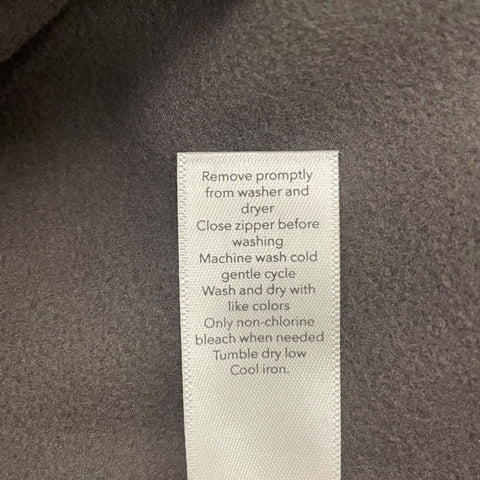 Remove promptly
from washer and
dryer
Close zipper before
washing
Machine wash cold
gentle cycle
Wash and dry with
like colors
Only non-chlorine
bleach when needed
Tumble dry low
Cool iron.